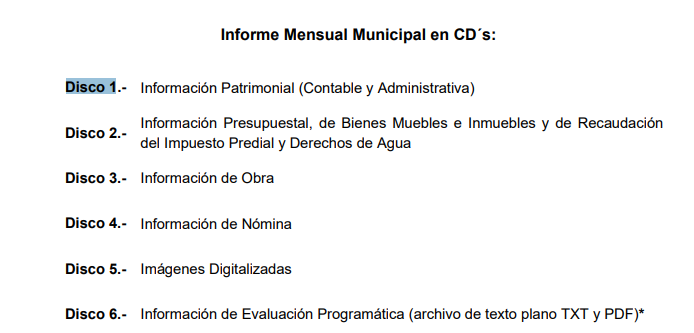 Informe Mensual Municipal en CD´s:
Disco 1.- Información Patrimonial (Contable y Administrativa)
Disco 2.- Información Presupuestal, de Bienes Muebles e Inmuebles y de Recaudación
del Impuesto Predial y Derechos de Agua
Disco 3.- Información de Obra
Disco 4.- Información de Nómina
Disco 5.- Imágenes Digitalizadas
Disco 6.- Información de Evaluación Programática (archivo de texto plano TXT y PDF)*